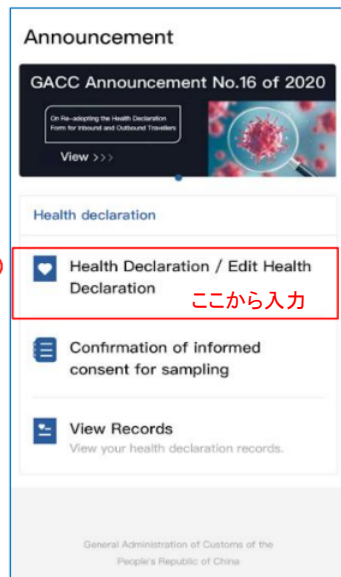 Announcement
GACC Announcement No.16 of 2020
On Re-adopting the Health Declaration
Form for Inbound and Outbound Travellers
View >>>
Health declaration
Health Declaration / Edit Health
Declaration
ここから入力
Confirmation of informed
consent for sampling
View Records
View your health declaration records.
General Administration of Customs of the
People's Republic of China